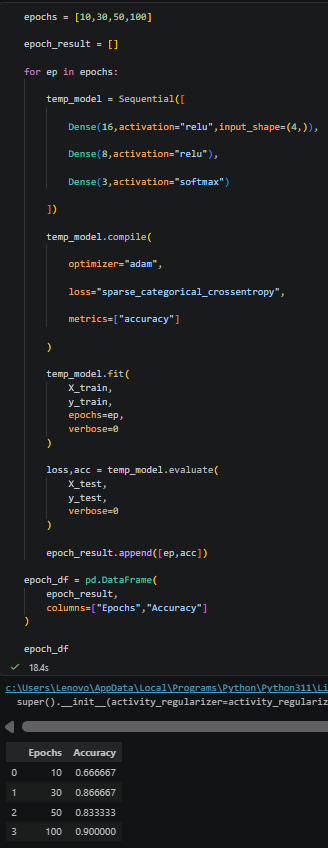 epochs = [10,30,50,100]
epoch_result = []
for ep in epochs:
temp_model = Sequential([
Dense(16,activation="relu",input_shape=(4,)),
Dense(8,activation="relu"),
Dense(3,activation="softmax")
])
temp_model.compile(
optimizer="adam",
loss="sparse_categorical_crossentropy",
metrics=["accuracy"]
)
temp_model.fit(
X_train,
y_train,
epochs=ep,
verbose=0
)
loss,acc = temp_model.evaluate(
X_test,
y_test,
verbose=0
)
epoch_result.append([ep,acc])
epoch_df = pd.DataFrame(
epoch_result,
columns=["Epochs","Accuracy"]
)
epoch_df
18.4s
c:\Users\Lenovo\AppData\Local\Programs\Python\Python311\Li
super().__init__(activity_regularizer=activity_regulariz
Epochs Accuracy
0 10 0.666667
1 30 0.866667
2 50 0.833333
3 100 0.900000